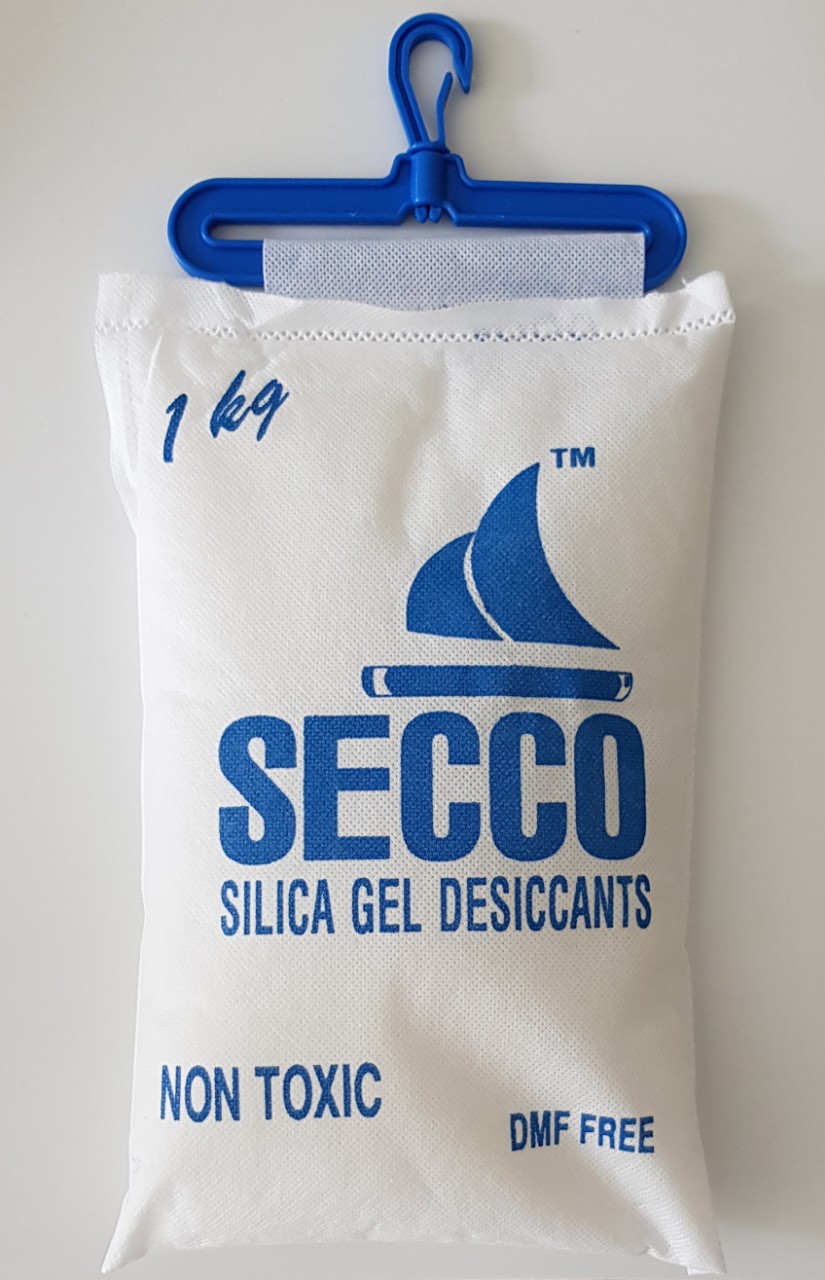 1 kg
TM
SECCO
SILICA GEL DESICCANTS
NON TOXIC
DMF FREE